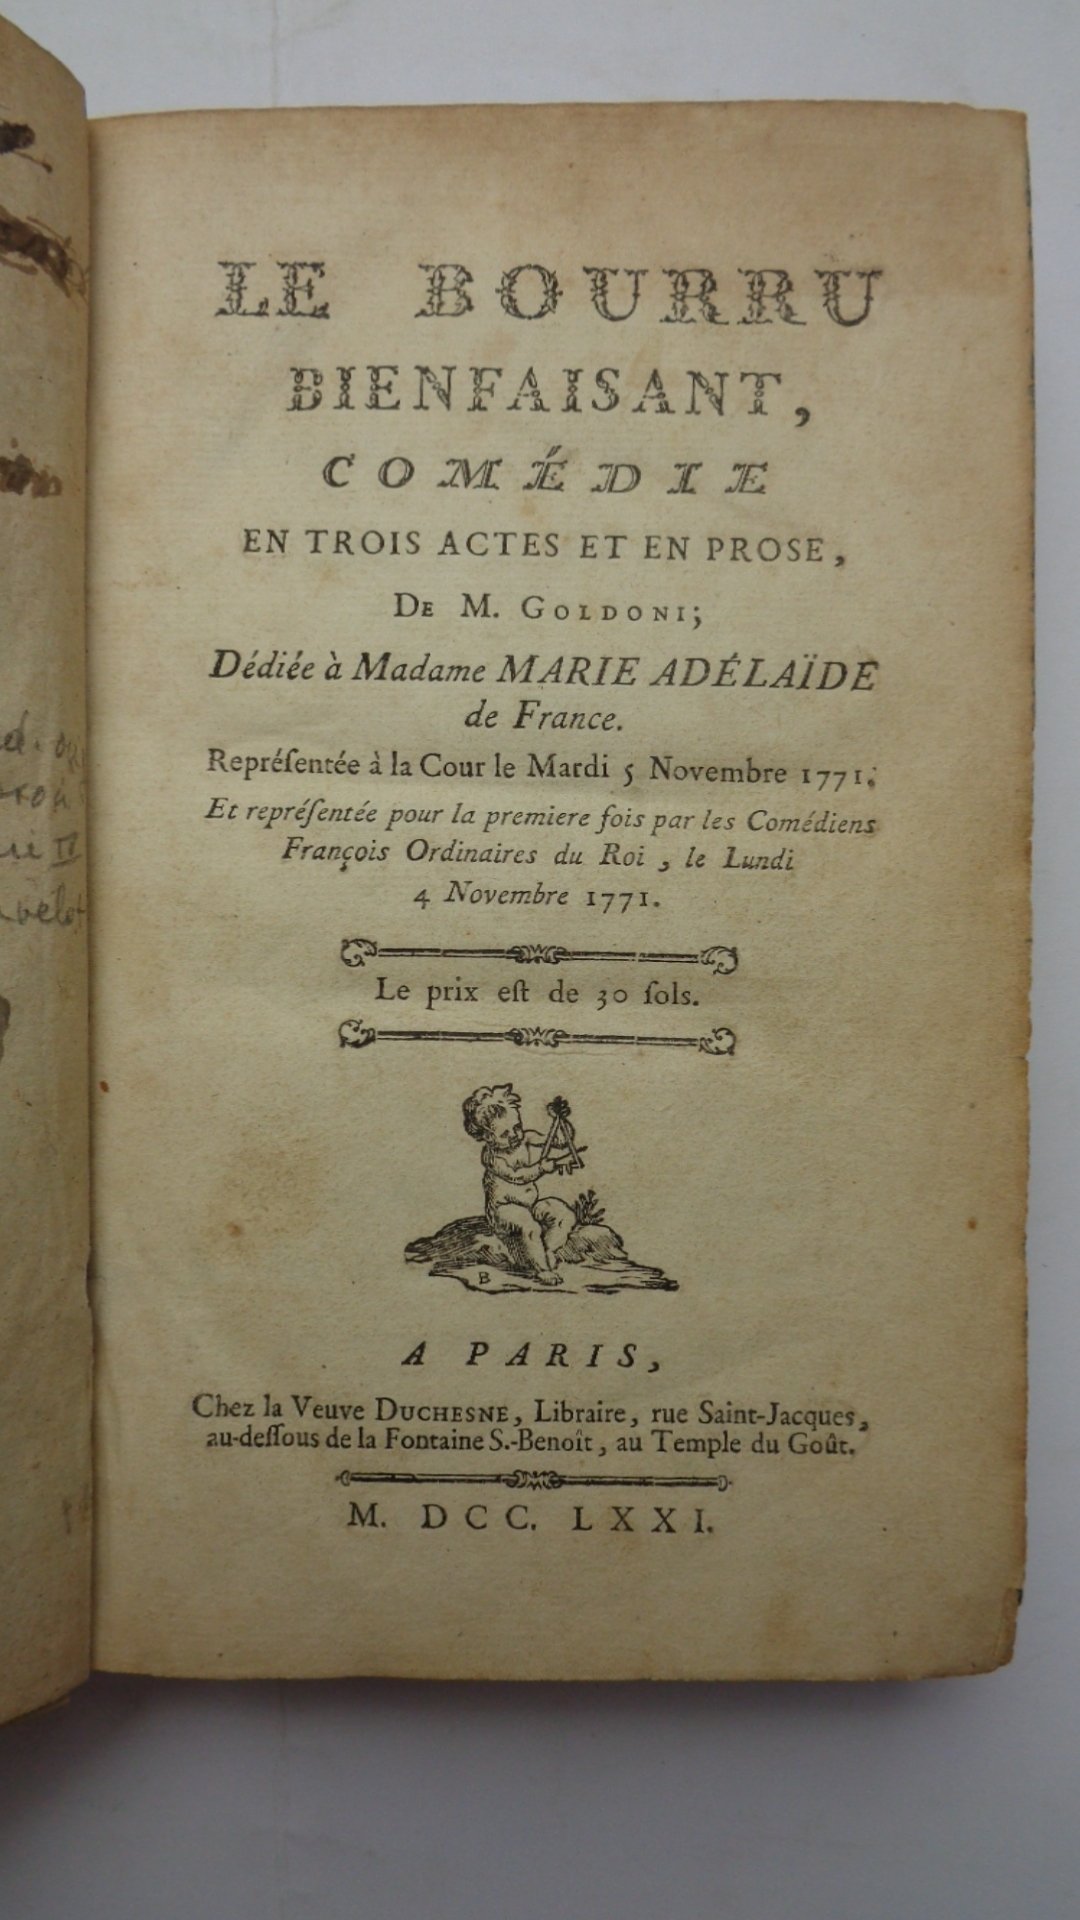 LE BOURRU
BIENFAISANT,
COMÉDIE
EN TROIS ACTES ET EN PROSE,
DE M. GOLDONI;
Dédiée à Madame MARIE ADÉLAÏDE
de France.
Repréſentée à la Cour le Mardi 5 Novembre 1771.
Et repréſentée pour la premiere fois par les Comédiens
François Ordinaires du Roi, le Lundi
4 Novembre 1771.
Le prix eſt de 30 ſols.
B
A PARIS,
Chez la Veuve DUCHESNE, Libraire, rue Saint-Jacques,
au-deſſous de la Fontaine S.-Benoît, au Temple du Goût.
M. DCC. LXXI.